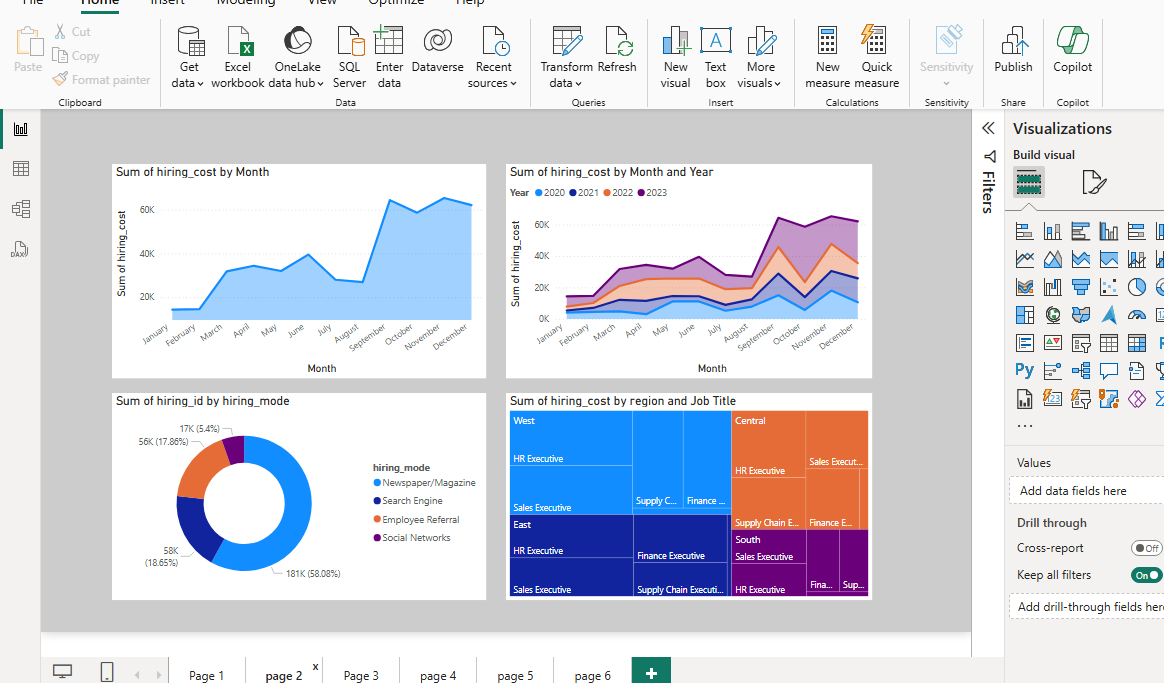 File Home Insert Modeling View Optimize Help
Paste
Cut
Copy
Format painter
Clipboard
Get data
Excel workbook
OneLake data hub
SQL Server
Enter data
Dataverse
Recent sources
Data
Transform data
Refresh
Queries
New visual
Text box
More visuals
Insert
New measure
Quick measure
Calculations
Sensitivity
Sensitivity
Publish
Share
Copilot
Copilot
DAX
Sum of hiring_cost by Month
Sum of hiring_cost
60K
40K
20K
January
February
March
April
May
June
July
August
September
October
November
December
Month
Sum of hiring_cost by Month and Year
Year 2020 2021 2022 2023
Sum of hiring_cost
60K
40K
20K
0K
January
February
March
April
May
June
July
August
September
October
November
December
Month
Sum of hiring_id by hiring_mode
17K (5.4%)
56K (17.86%)
58K
(18.65%)
181K (58.08%)
hiring_mode
Newspaper/Magazine
Search Engine
Employee Referral
Social Networks
Sum of hiring_cost by region and Job Title
West
HR Executive
Sales Executive
Supply C...
Finance ...
East
HR Executive
Sales Executive
Finance Executive
Supply Chain Executi...
Central
HR Executive
Supply Chain E...
Sales Execut...
Finance E...
South
Sales Executive
HR Executive
Fina...
Sup...
Filters
Visualizations
Build visual
Py
123
...
Values
Add data fields here
Drill through
Cross-report
Off
Keep all filters
On
Add drill-through fields here
Page 1
page 2 x
Page 3
page 4
page 5
page 6
+